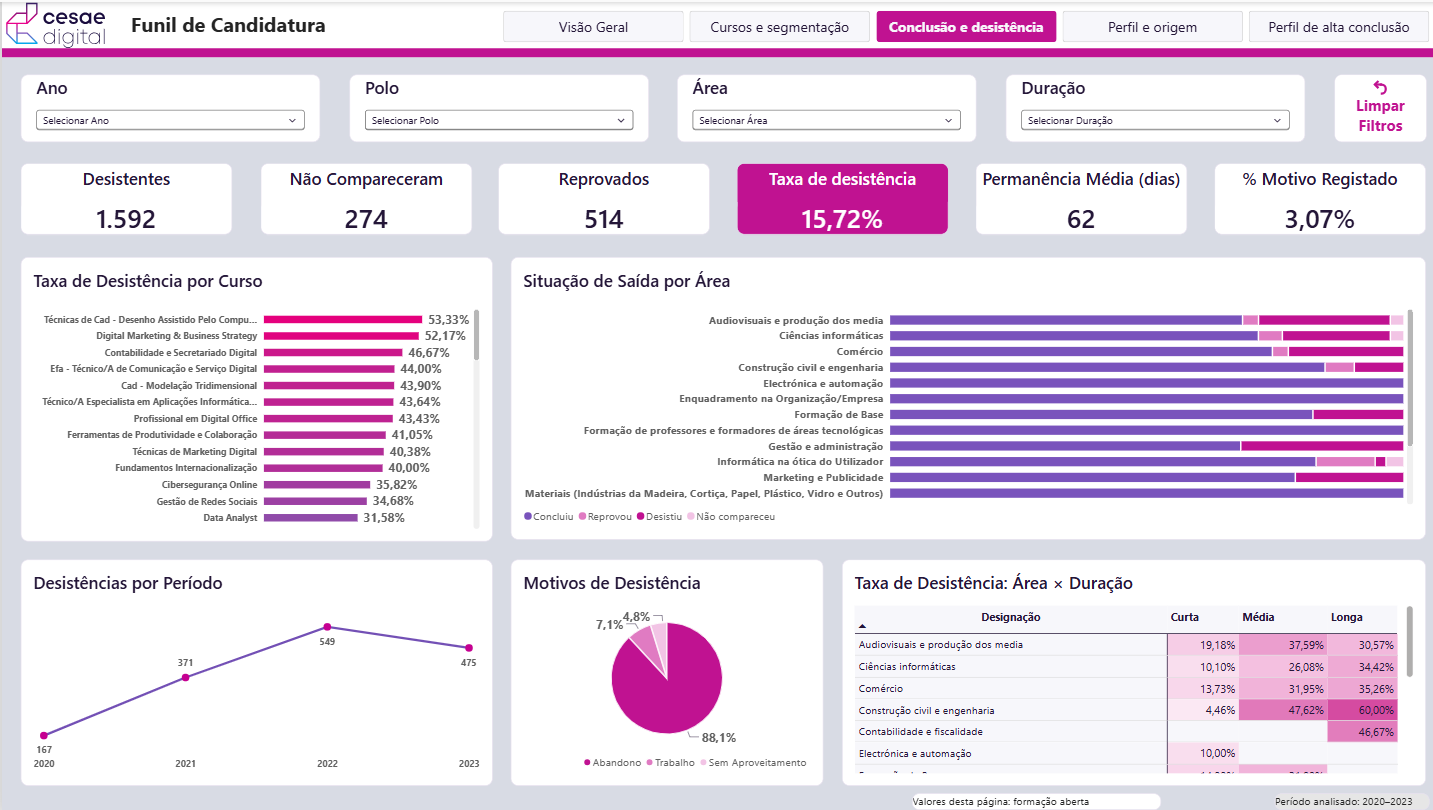 cesae
digital
Funil de Candidatura
Visão Geral
Cursos e segmentação
Conclusão e desistência
Perfil e origem
Perfil de alta conclusão
Ano
Selecionar Ano
Polo
Selecionar Polo
Área
Selecionar Área
Duração
Selecionar Duração
Limpar
Filtros
Desistentes
1.592
Não Compareceram
274
Reprovados
514
Taxa de desistência
15,72%
Permanência Média (dias)
62
% Motivo Registado
3,07%
Taxa de Desistência por Curso
Técnicas de Cad - Desenho Assistido Pelo Compu... 53,33%
Digital Marketing & Business Strategy 52,17%
Contabilidade e Secretariado Digital 46,67%
Efa - Técnico/A de Comunicação e Serviço Digital 44,00%
Cad - Modelação Tridimensional 43,90%
Técnico/A Especialista em Aplicações Informática... 43,64%
Profissional em Digital Office 43,43%
Ferramentas de Produtividade e Colaboração 41,05%
Técnicas de Marketing Digital 40,38%
Fundamentos Internacionalização 40,00%
Cibersegurança Online 35,82%
Gestão de Redes Sociais 34,68%
Data Analyst 31,58%
Situação de Saída por Área
Audiovisuais e produção dos media
Ciências informáticas
Comércio
Construção civil e engenharia
Electrónica e automação
Enquadramento na Organização/Empresa
Formação de Base
Formação de professores e formadores de áreas tecnológicas
Gestão e administração
Informática na ótica do Utilizador
Marketing e Publicidade
Materiais (Indústrias da Madeira, Cortiça, Papel, Plástico, Vidro e Outros)
Concluiu Reprovou Desistiu Não compareceu
Desistências por Período
167
371
549
475
2020 2021 2022 2023
Motivos de Desistência
4,8%
7,1%
88,1%
Abandono Trabalho Sem Aproveitamento
Taxa de Desistência: Área × Duração
Designação Curta Média Longa
Audiovisuais e produção dos media 19,18% 37,59% 30,57%
Ciências informáticas 10,10% 26,08% 34,42%
Comércio 13,73% 31,95% 35,26%
Construção civil e engenharia 4,46% 47,62% 60,00%
Contabilidade e fiscalidade 46,67%
Electrónica e automação 10,00%
Valores desta página: formação aberta
Período analisado: 2020–2023